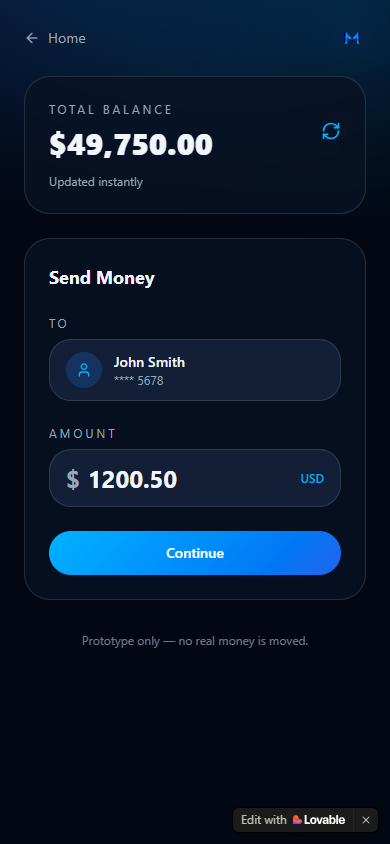 Home
TOTAL BALANCE
$49,750.00
Updated instantly
Send Money
TO
John Smith
**** 5678
AMOUNT
$ 1200.50 USD
Continue
Prototype only — no real money is moved.
Edit with Lovable